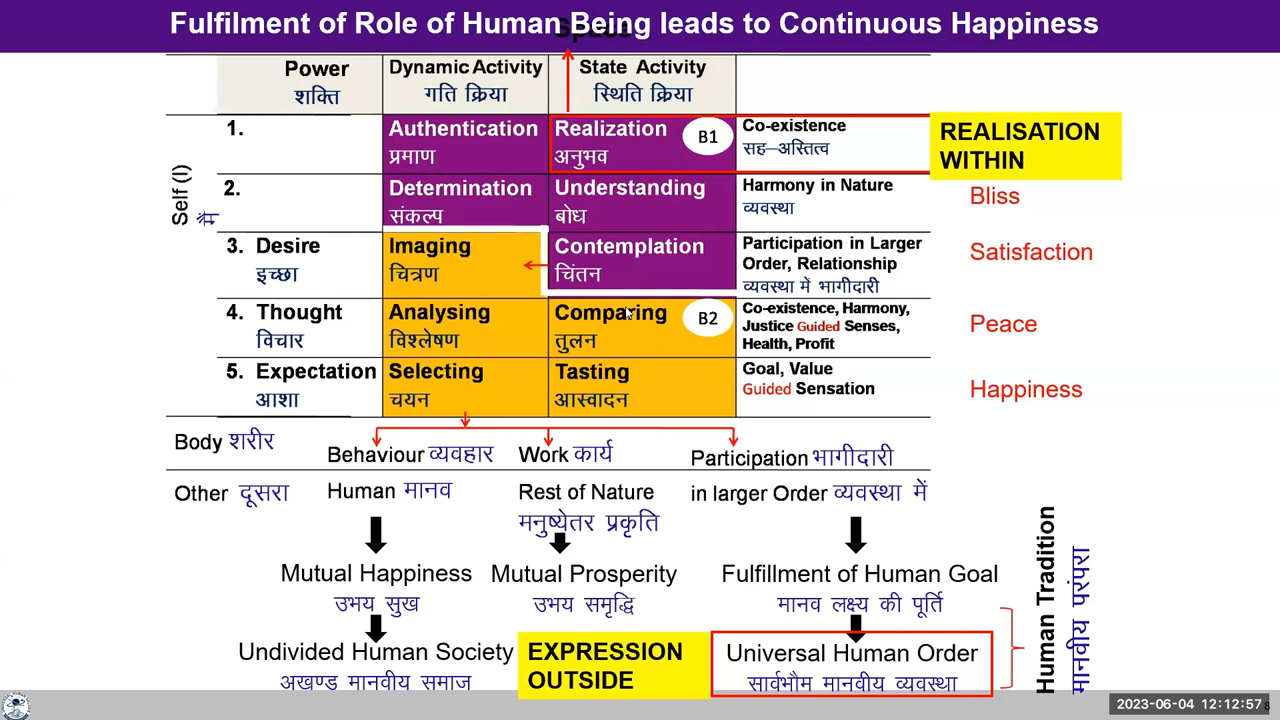 Fulfilment of Role of Human Being leads to Continuous Happiness
Space
Power
शक्ति
Dynamic Activity
गति क्रिया
State Activity
स्थिति क्रिया
Self (I)
मैं
1.
Authentication
प्रमाण
Realization
अनुभव
B1
Co-existence
सह–अस्तित्व
REALISATION
WITHIN
2.
Determination
संकल्प
Understanding
बोध
Harmony in Nature
व्यवस्था
Bliss
3. Desire
इच्छा
Imaging
चित्रण
Contemplation
चिंतन
Participation in Larger
Order, Relationship
व्यवस्था में भागीदारी
Satisfaction
4. Thought
विचार
Analysing
विश्लेषण
Comparing
तुलन
B2
Co-existence, Harmony,
Justice Guided Senses,
Health, Profit
Peace
5. Expectation
आशा
Selecting
चयन
Tasting
आस्वादन
Goal, Value
Guided Sensation
Happiness
Body शरीर
Behaviour व्यवहार
Work कार्य
Participation भागीदारी
Other दूसरा
Human मानव
Rest of Nature
मनुष्येतर प्रकृति
in larger Order व्यवस्था में
Mutual Happiness
उभय सुख
Mutual Prosperity
उभय समृद्धि
Fulfillment of Human Goal
मानव लक्ष्य की पूर्ति
Undivided Human Society
अखण्ड मानवीय समाज
EXPRESSION
OUTSIDE
Universal Human Order
सार्वभौम मानवीय व्यवस्था
Human Tradition
मानवीय परंपरा
2023-06-04 12:12:57
8